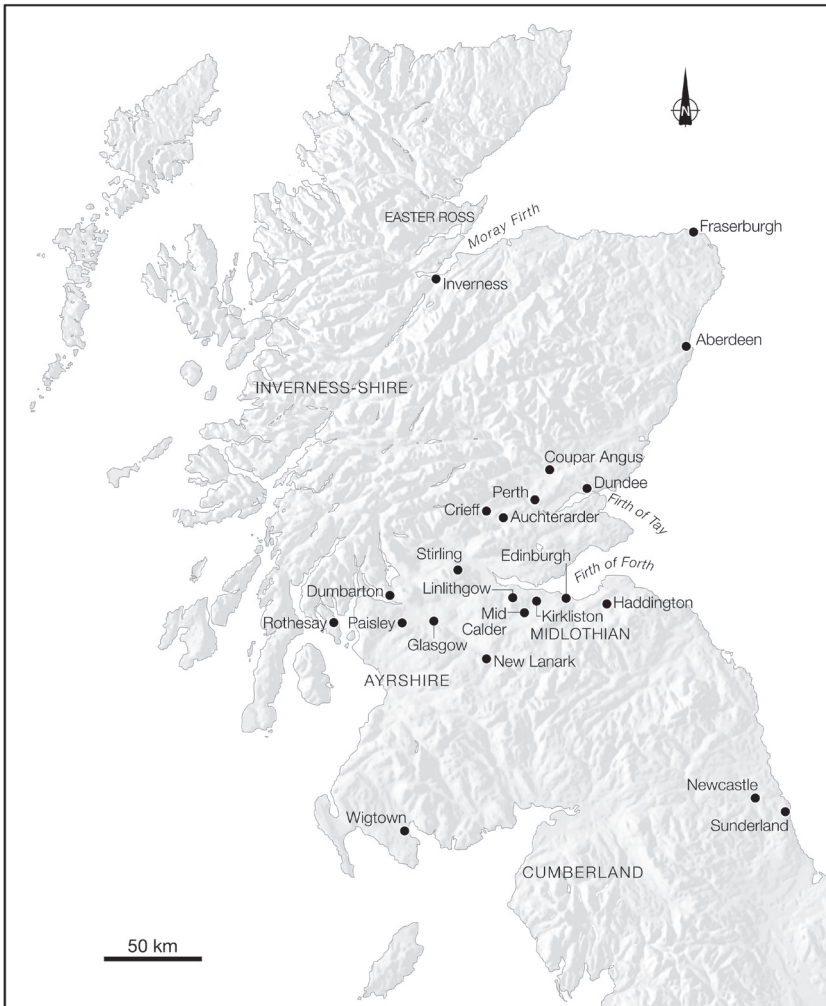 N
EASTER ROSS
Moray Firth
Fraserburgh
Inverness
Aberdeen
INVERNESS-SHIRE
Coupar Angus
Dundee
Perth
Firth of Tay
Crieff
Auchterarder
Stirling
Edinburgh
Firth of Forth
Linlithgow
Dumbarton
Haddington
Mid
Calder
Kirkliston
Rothesay
Paisley
MIDLOTHIAN
Glasgow
New Lanark
AYRSHIRE
Newcastle
Wigtown
Sunderland
CUMBERLAND
50 km